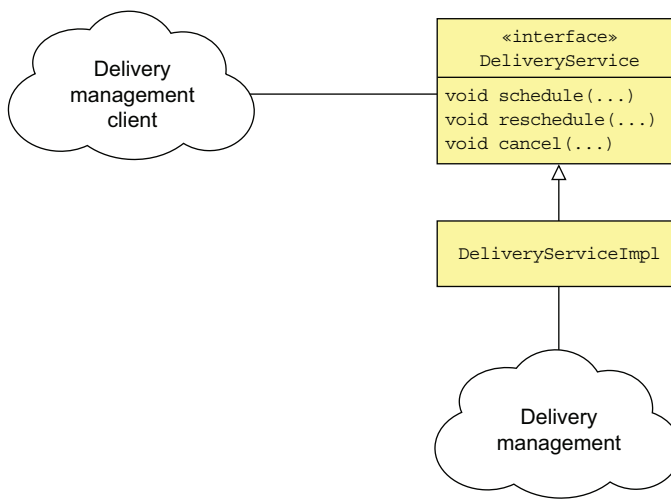 Delivery
management
client
«interface»
DeliveryService
void schedule(...)
void reschedule(...)
void cancel(...)
DeliveryServiceImpl
Delivery
management